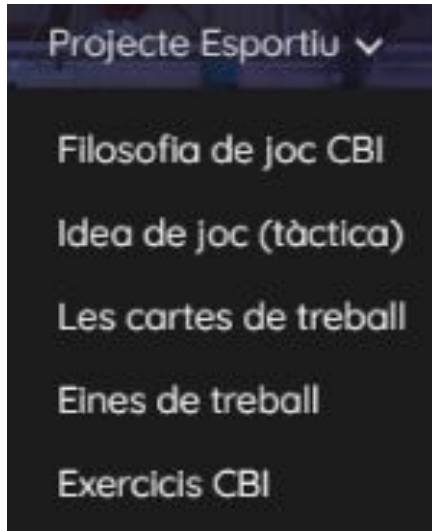 Projecte Esportiu
Filosofia de joc CBI
Idea de joc (tàctica)
Les cartes de treball
Eines de treball
Exercicis CBI